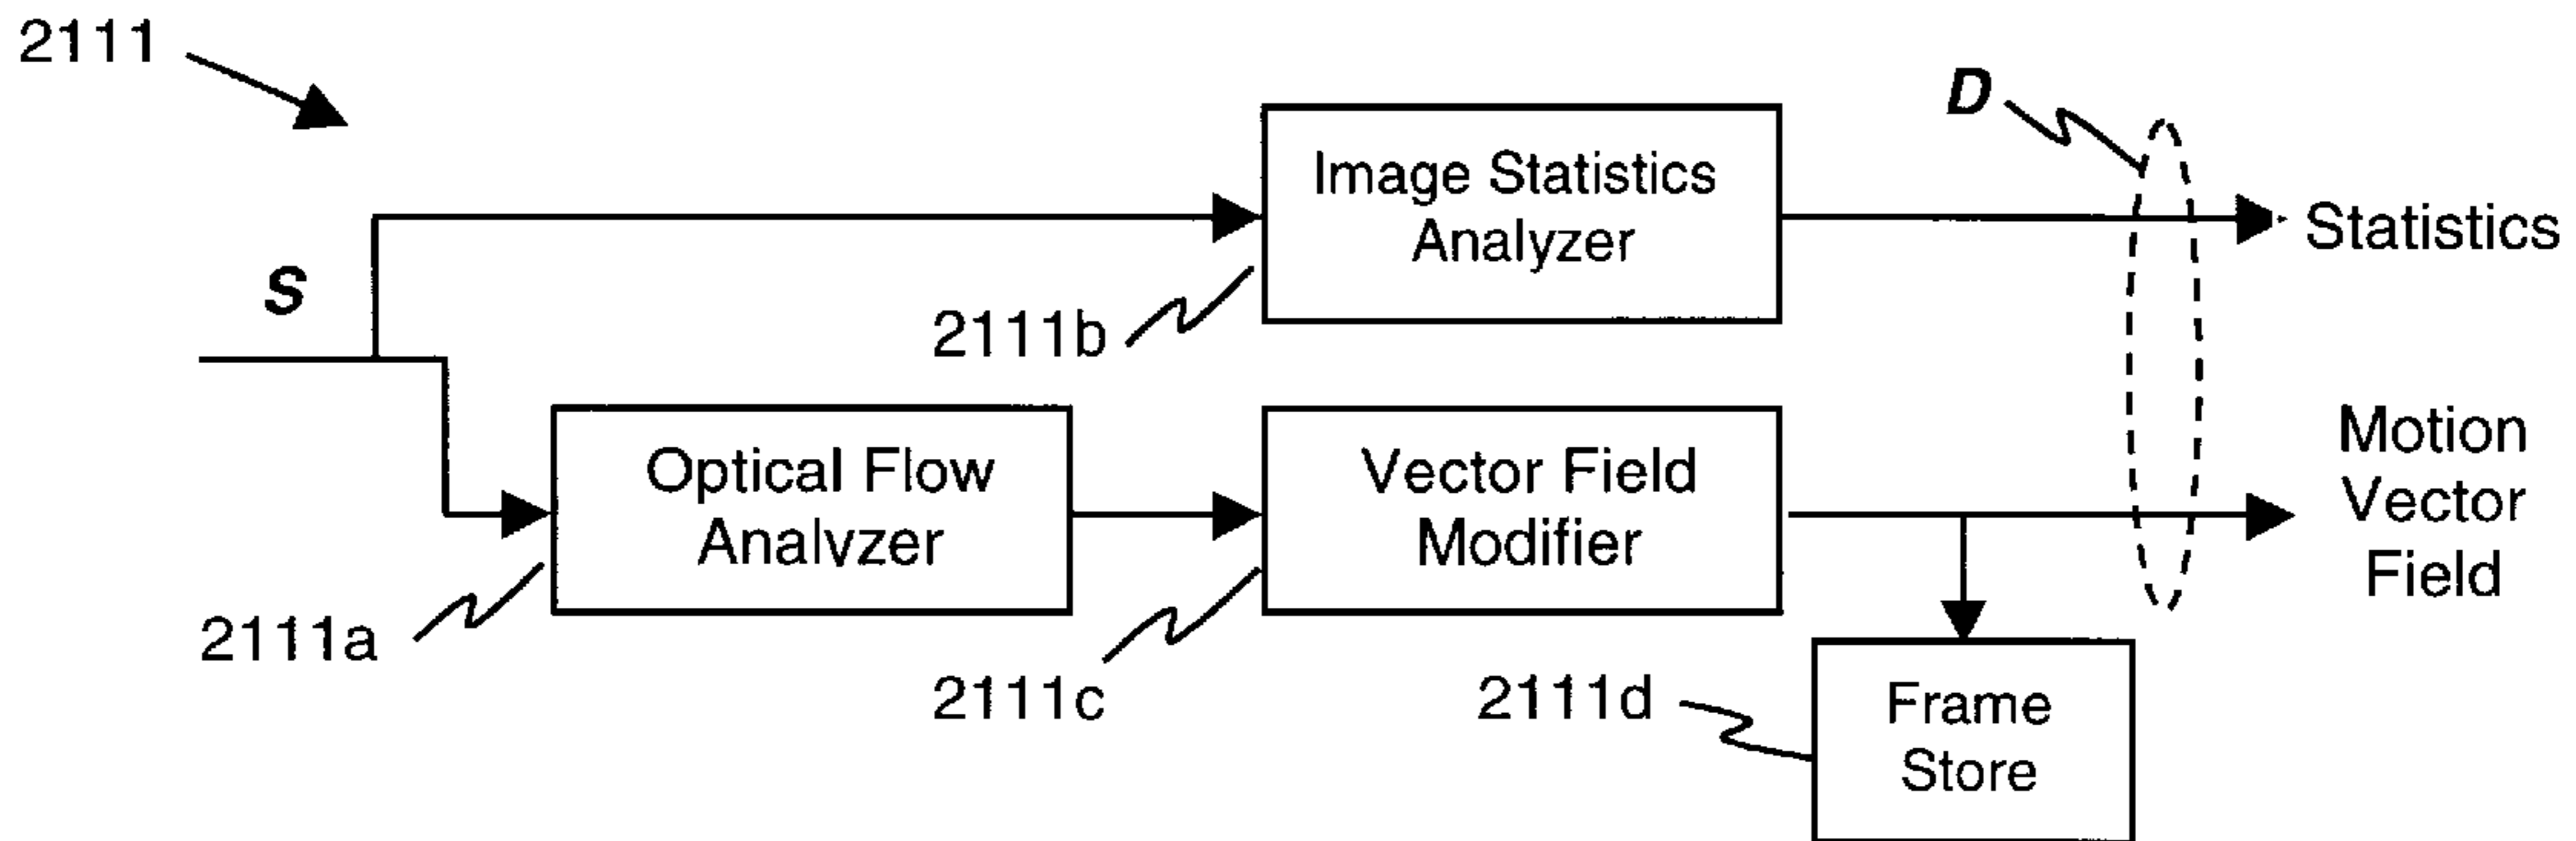 2111
D
Image Statistics
Analyzer
Statistics
S
2111b
Optical Flow
Analyzer
Vector Field
Modifier
Motion
Vector
Field
2111a
2111c
2111d
Frame
Store